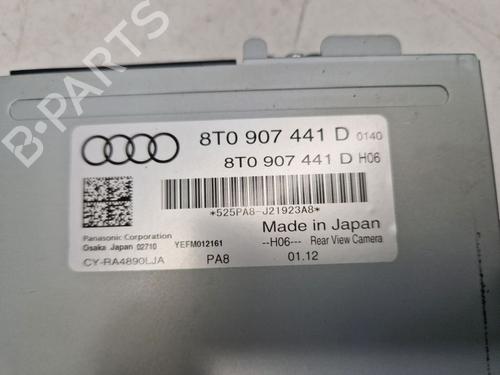 B-PARTS
8T0 907 441 D 0140
8T0 907 441 D H06
*525PA8-J21923A8*
Made in Japan
Panasonic Corporation
Osaka Japan 02710 YEFM012161 --H06--- Rear View Camera
CY-RA4890LJA PA8 01.12